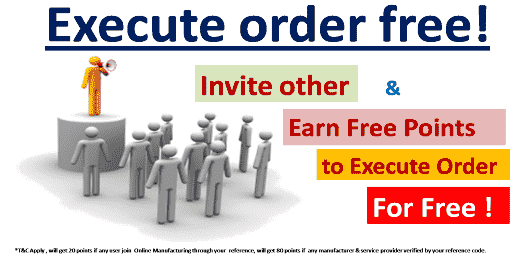 Execute order free!
Invite other
&
Earn Free Points
to Execute Order
For Free !
*T&C Apply , will get 20 points if any user join Online Manufacturing through your reference, will get 80 points if any manufacturer & service provider verified by your reference code.